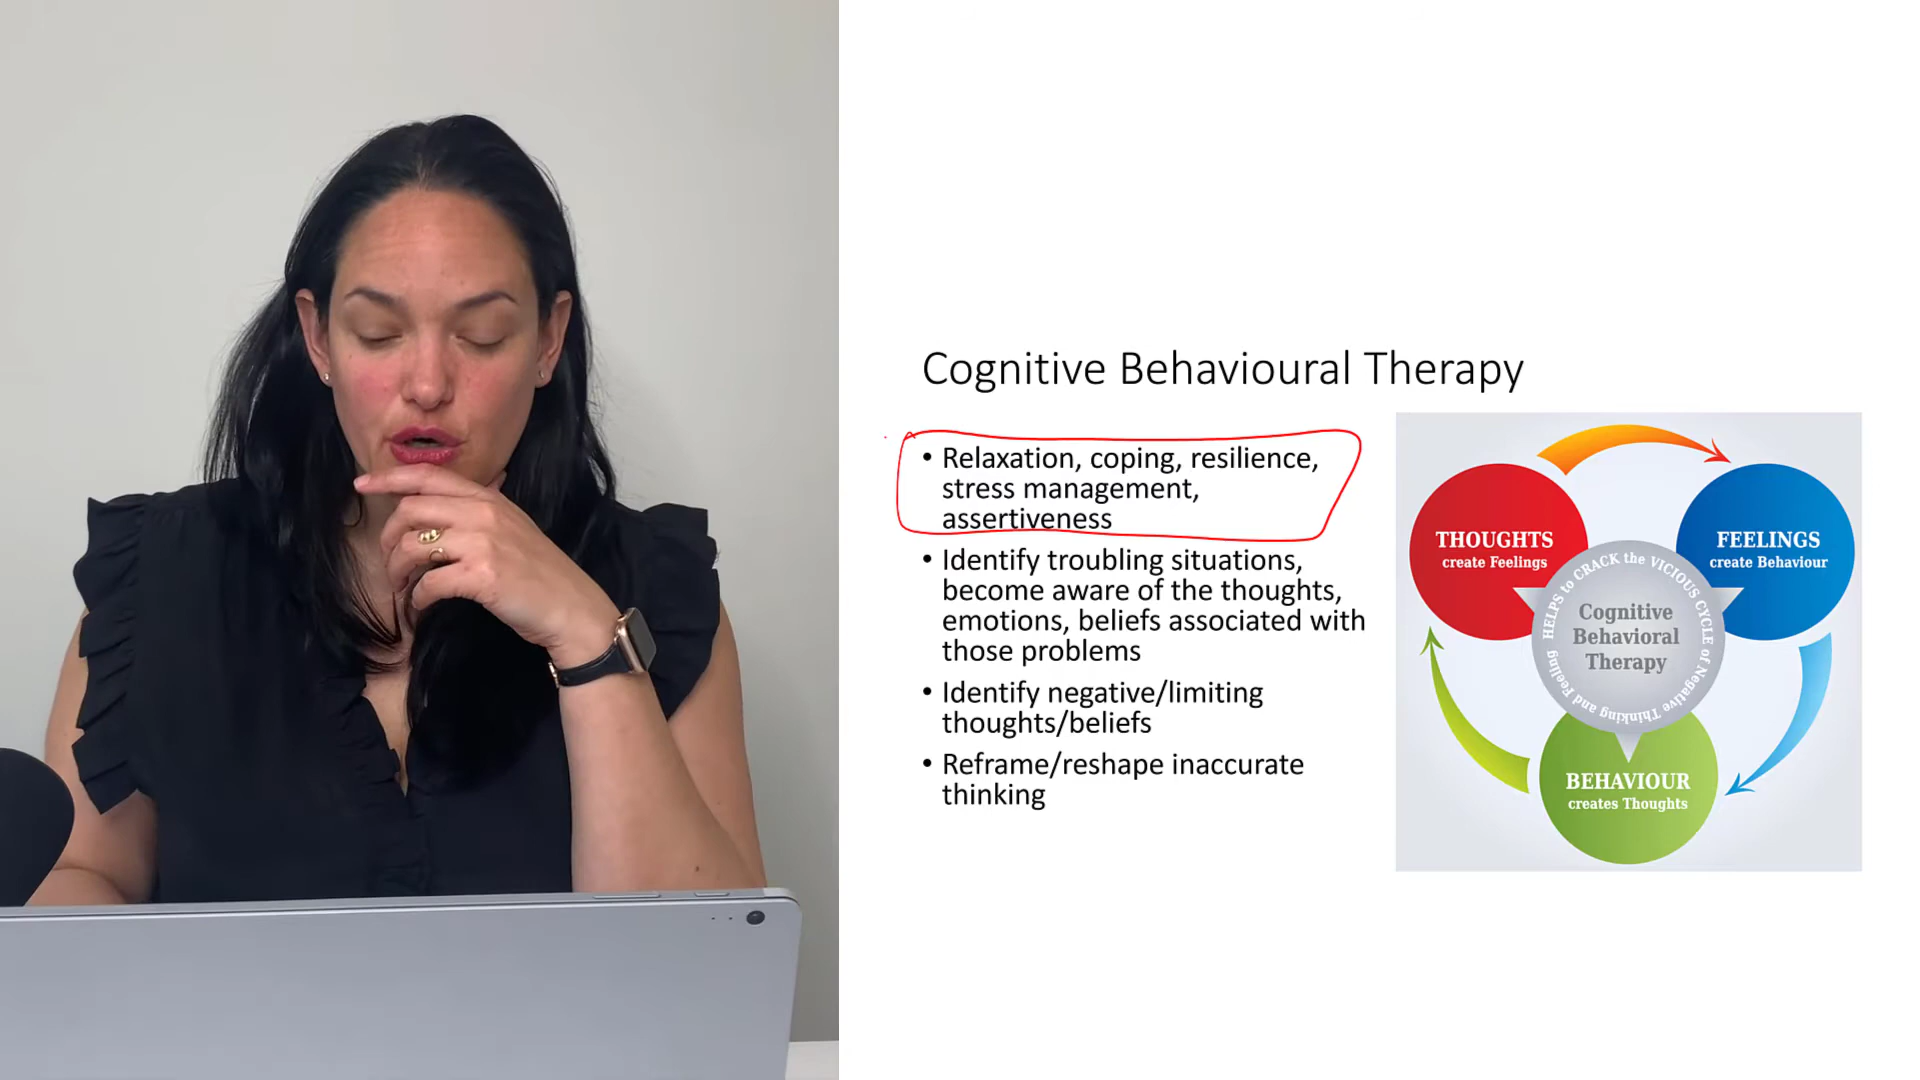 Cognitive Behavioural Therapy
• Relaxation, coping, resilience,
stress management,
assertiveness
• Identify troubling situations,
become aware of the thoughts,
emotions, beliefs associated with
those problems
• Identify negative/limiting
thoughts/beliefs
• Reframe/reshape inaccurate
thinking
THOUGHTS
create Feelings
FEELINGS
create Behaviour
HELPS to CRACK the VICIOUS CYCLE of Negative Thinking and Feeling
Cognitive
Behavioral
Therapy
BEHAVIOUR
creates Thoughts